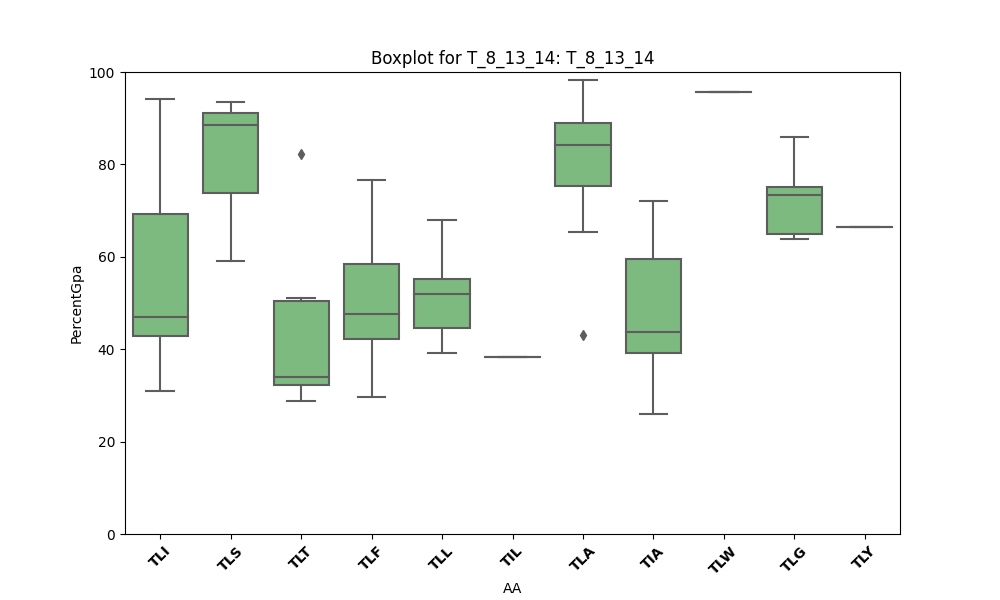 Boxplot for T_8_13_14: T_8_13_14
100
80
60
40
20
0
PercentGpa
TLI TLS TLT TLF TLL TIL TLA TIA TLW TLG TLY
AA